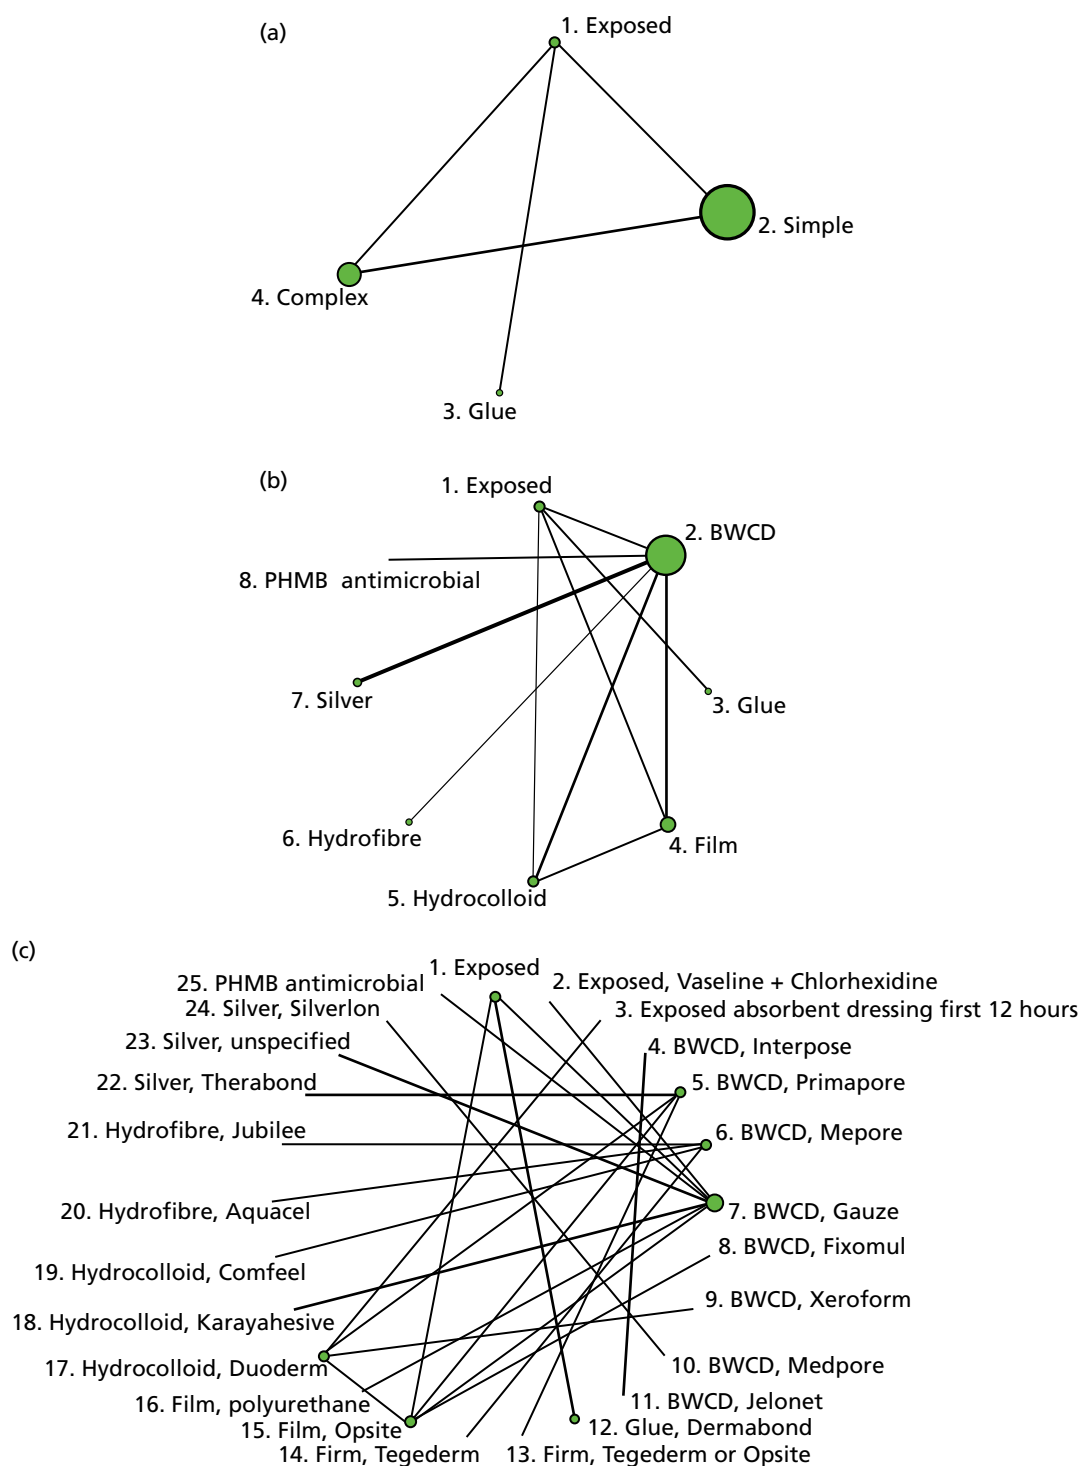 (a)
1. Exposed
2. Simple
4. Complex
3. Glue
(b)
1. Exposed
2. BWCD
8. PHMB  antimicrobial
7. Silver
3. Glue
6. Hydrofibre
4. Film
5. Hydrocolloid
(c)
1. Exposed
25. PHMB antimicrobial
2. Exposed, Vaseline + Chlorhexidine
24. Silver, Silverlon
3. Exposed absorbent dressing first 12 hours
23. Silver, unspecified
4. BWCD, Interpose
22. Silver, Therabond
5. BWCD, Primapore
21. Hydrofibre, Jubilee
6. BWCD, Mepore
20. Hydrofibre, Aquacel
7. BWCD, Gauze
8. BWCD, Fixomul
19. Hydrocolloid, Comfeel
9. BWCD, Xeroform
18. Hydrocolloid, Karayahesive
10. BWCD, Medpore
17. Hydrocolloid, Duoderm
11. BWCD, Jelonet
16. Film, polyurethane
12. Glue, Dermabond
15. Film, Opsite
14. Firm, Tegederm
13. Firm, Tegederm or Opsite